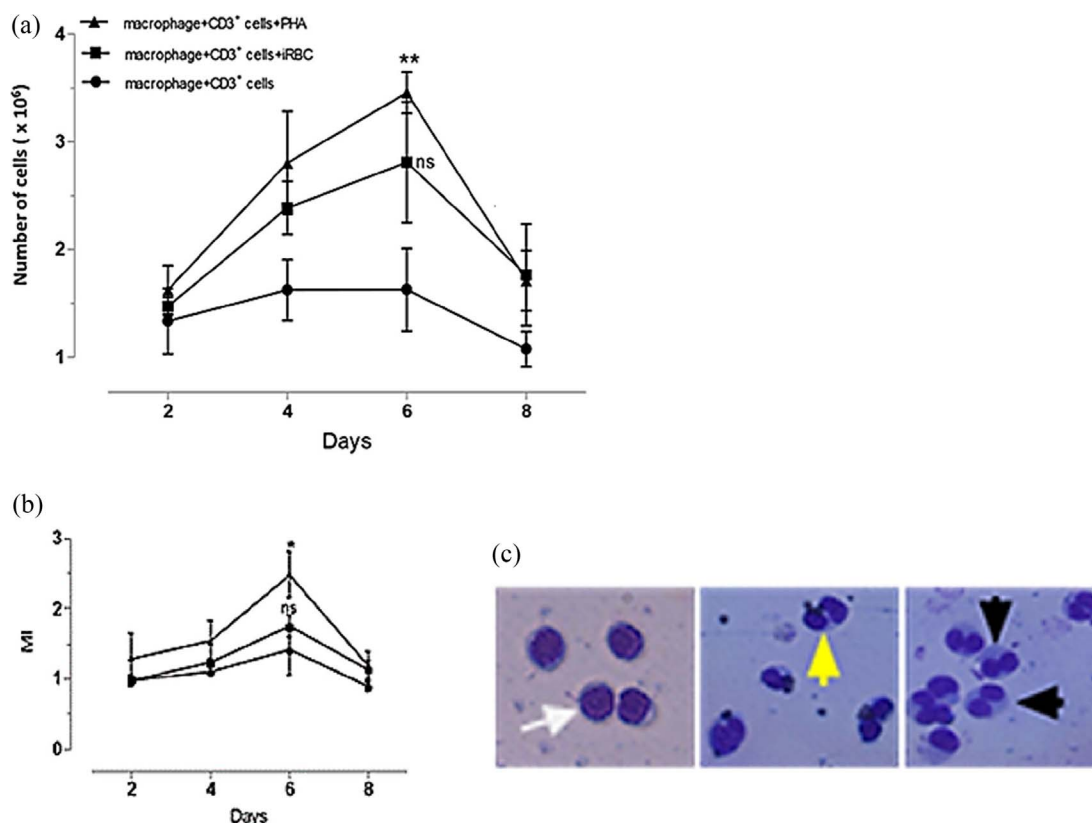 (a)
macrophage+CD3⁺ cells+PHA
macrophage+CD3⁺ cells+iRBC
macrophage+CD3⁺ cells
Number of cells ( x 10⁶)
4
3
2
1
**
ns
2 4 6 8
Days
(b)
MI
3
2
1
0
*
ns
2 4 6 8
Days
(c)